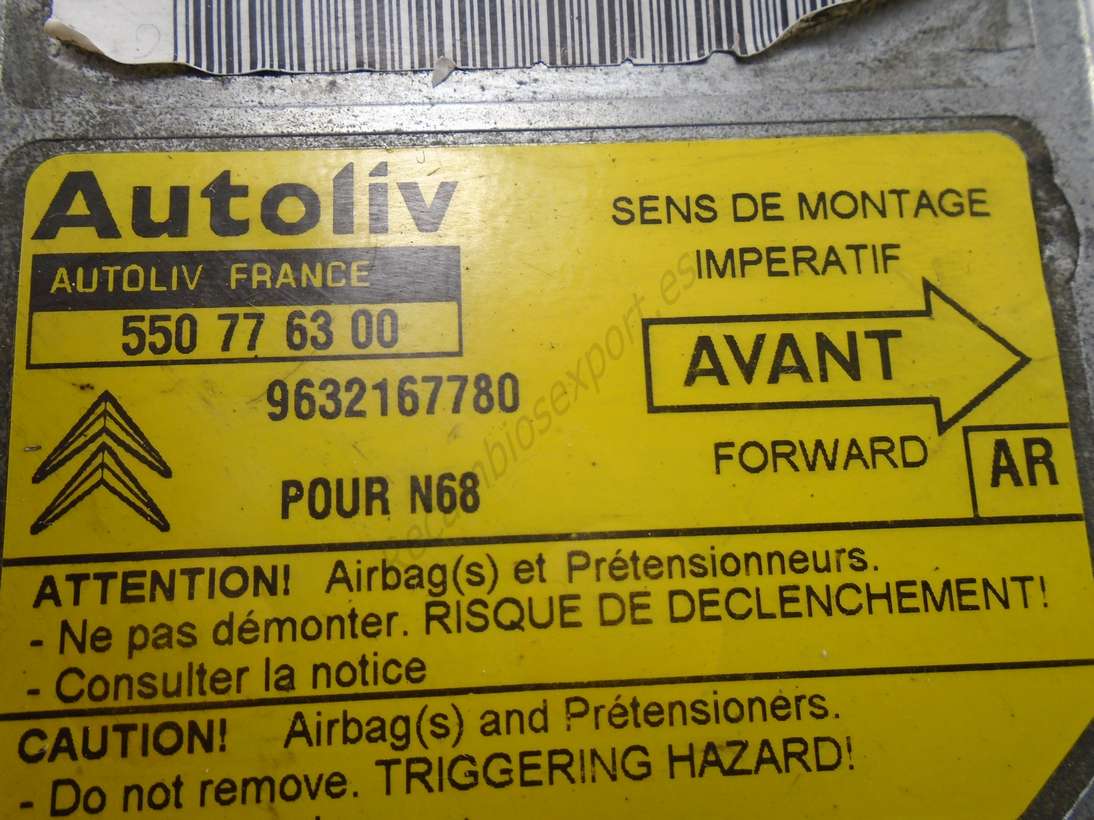 Autoliv
AUTOLIV FRANCE
550 77 63 00
9632167780
POUR N68
SENS DE MONTAGE
IMPERATIF
AVANT
FORWARD
AR
ATTENTION! Airbag(s) et Prétensionneurs.
- Ne pas démonter. RISQUE DE DECLENCHEMENT!
- Consulter la notice
CAUTION! Airbag(s) and Prétensioners.
- Do not remove. TRIGGERING HAZARD!
recambiosexport.es